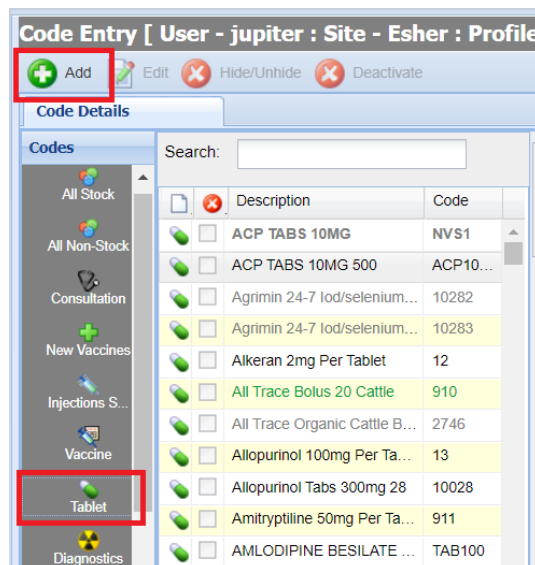 Code Entry [ User - jupiter : Site - Esher : Profile
Add Edit Hide/Unhide Deactivate
Code Details
Codes
Search:
All Stock
All Non-Stock
Consultation
New Vaccines
Injections S...
Vaccine
Tablet
Diagnostics
Description Code
ACP TABS 10MG NVS1
ACP TABS 10MG 500 ACP10...
Agrimin 24-7 Iod/selenium... 10282
Agrimin 24-7 Iod/selenium... 10283
Alkeran 2mg Per Tablet 12
All Trace Bolus 20 Cattle 910
All Trace Organic Cattle B... 2746
Allopurinol 100mg Per Ta... 13
Allopurinol Tabs 300mg 28 10028
Amitryptiline 50mg Per Ta... 911
AMLODIPINE BESILATE ... TAB100